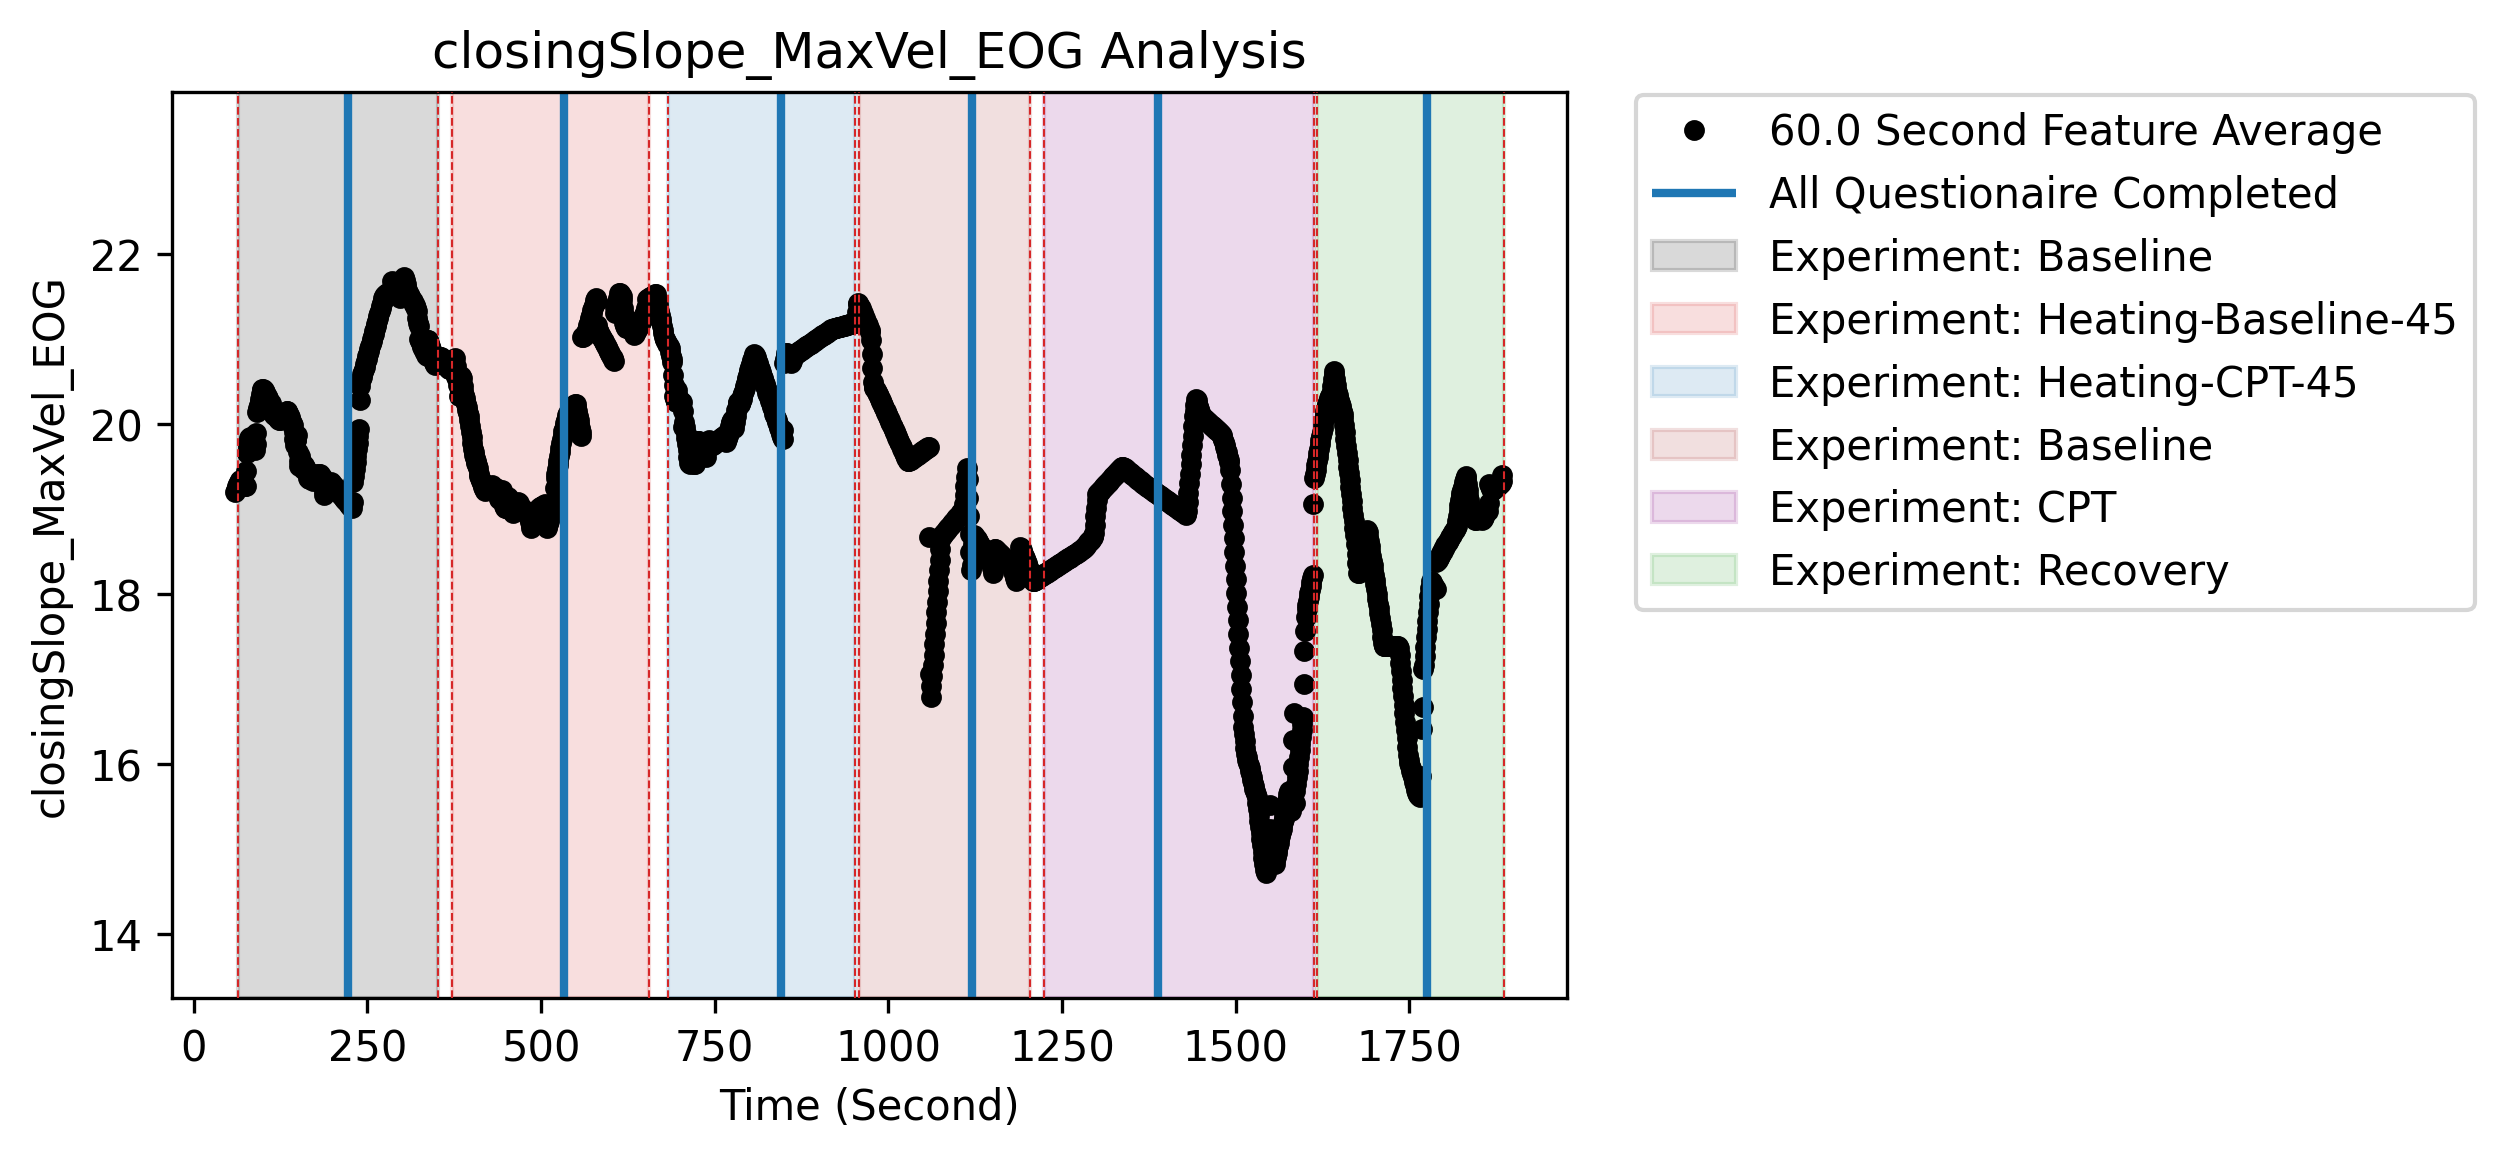 closingSlope_MaxVel_EOG Analysis
closingSlope_MaxVel_EOG
22
20
18
16
14
0 250 500 750 1000 1250 1500 1750
Time (Second)
60.0 Second Feature Average
All Questionaire Completed
Experiment: Baseline
Experiment: Heating-Baseline-45
Experiment: Heating-CPT-45
Experiment: Baseline
Experiment: CPT
Experiment: Recovery